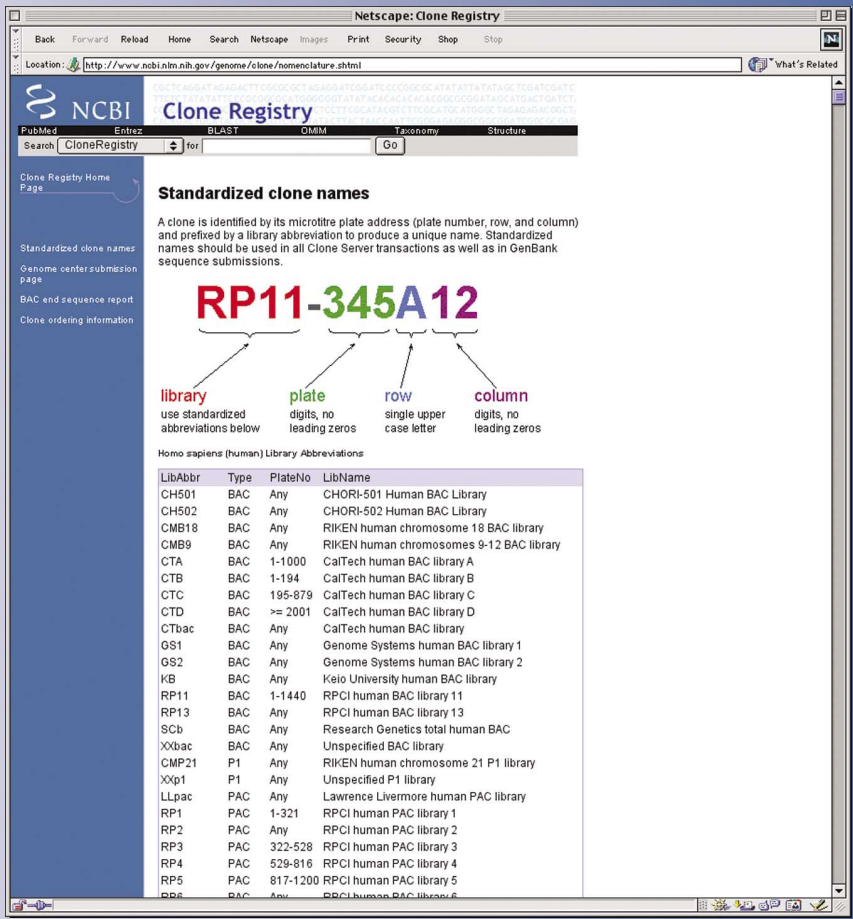 Netscape: Clone Registry
Back Forward Reload Home Search Netscape Images Print Security Shop Stop
N
Location: http://www.ncbi.nlm.nih.gov/genome/clone/nomenclature.shtml What's Related
NCBI
Clone Registry
PubMed Entrez BLAST OMIM Taxonomy Structure
Search CloneRegistry for Go
Clone Registry Home
Page
Standardized clone names
Genome center submission
page
BAC end sequence report
Clone ordering information
Standardized clone names
A clone is identified by its microtitre plate address (plate number, row, and column)
and prefixed by a library abbreviation to produce a unique name. Standardized
names should be used in all Clone Server transactions as well as in GenBank
sequence submissions.
RP11-345A12
library plate row column
use standardized digits, no single upper digits, no
abbreviations below leading zeros case letter leading zeros
Homo sapiens (human) Library Abbreviations
LibAbbr Type PlateNo LibName
CH501 BAC Any CHORI-501 Human BAC Library
CH502 BAC Any CHORI-502 Human BAC Library
CMB18 BAC Any RIKEN human chromosome 18 BAC library
CMB9 BAC Any RIKEN human chromosomes 9-12 BAC library
CTA BAC 1-1000 CalTech human BAC library A
CTB BAC 1-194 CalTech human BAC library B
CTC BAC 195-879 CalTech human BAC library C
CTD BAC >= 2001 CalTech human BAC library D
CTbac BAC Any CalTech human BAC library
GS1 BAC Any Genome Systems human BAC library 1
GS2 BAC Any Genome Systems human BAC library 2
KB BAC Any Keio University human BAC library
RP11 BAC 1-1440 RPCI human BAC library 11
RP13 BAC Any RPCI human BAC library 13
SCb BAC Any Research Genetics total human BAC
XXbac BAC Any Unspecified BAC library
CMP21 P1 Any RIKEN human chromosome 21 P1 library
XXp1 P1 Any Unspecified P1 library
LLpac PAC Any Lawrence Livermore human PAC library
RP1 PAC 1-321 RPCI human PAC library 1
RP2 PAC Any RPCI human PAC library 2
RP3 PAC 322-528 RPCI human PAC library 3
RP4 PAC 529-816 RPCI human PAC library 4
RP5 PAC 817-1200 RPCI human PAC library 5